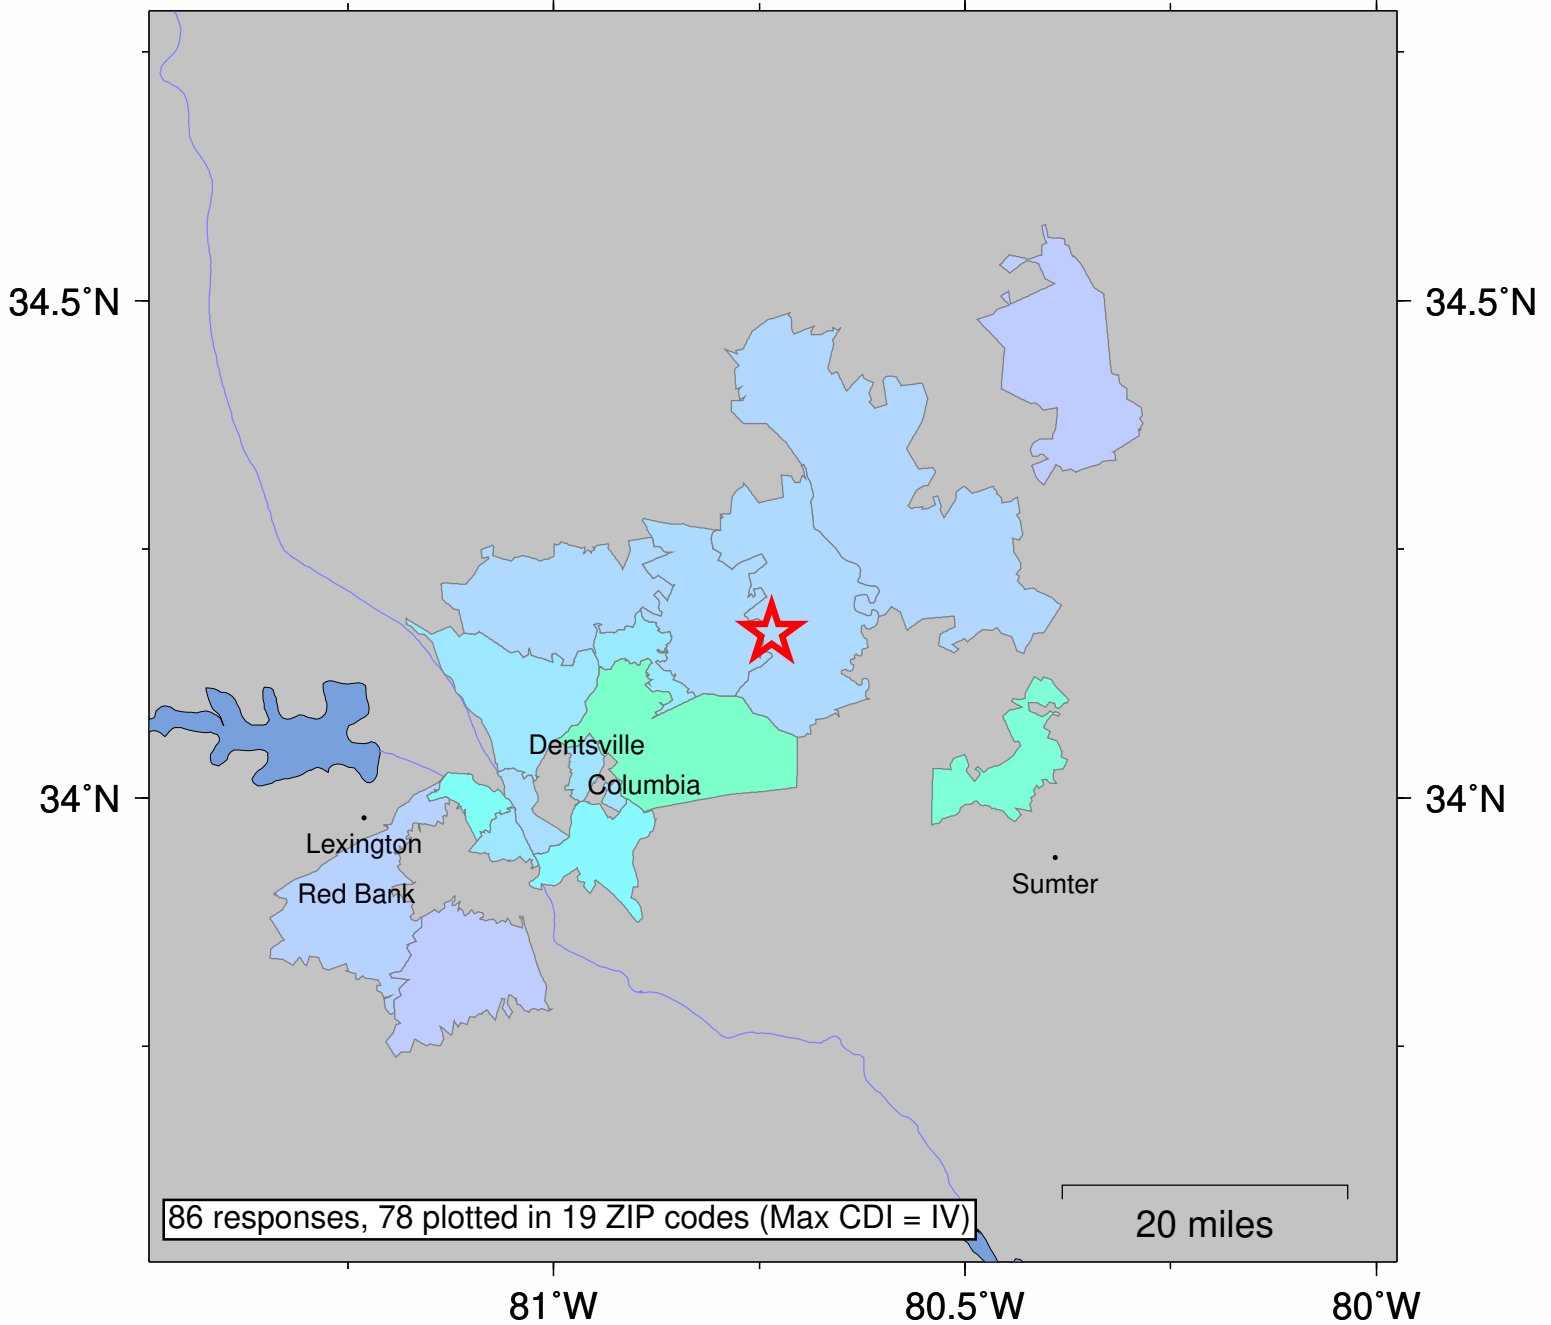 34.5˚N
34.5˚N
Dentsville
Columbia
34˚N
34˚N
Lexington
Sumter
Red Bank
86 responses, 78 plotted in 19 ZIP codes (Max CDI = IV)
20 miles
81˚W
80.5˚W
80˚W